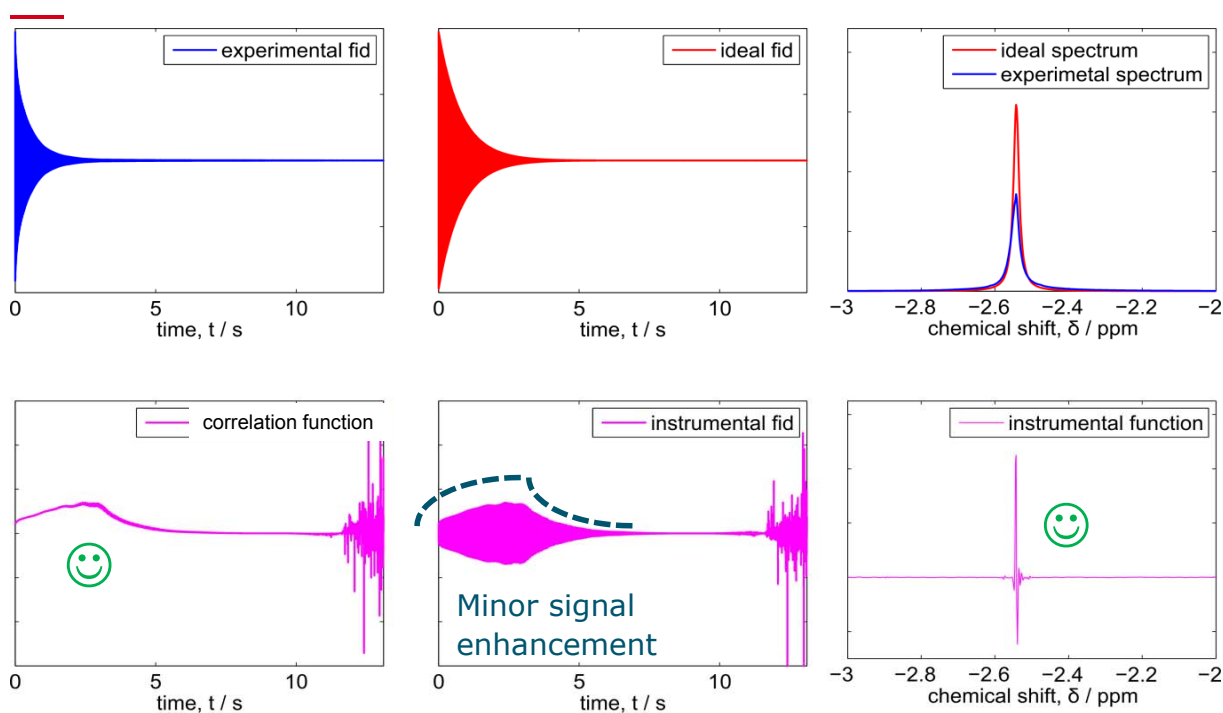 experimental fid
0
5
10
time, t / s
ideal fid
0
5
10
time, t / s
ideal spectrum
experimetal spectrum
−3
−2.8
−2.6
−2.4
−2.2
−2
chemical shift, δ / ppm
correlation function
0
5
10
time, t / s
instrumental fid
Minor signal
enhancement
0
5
10
time, t / s
instrumental function
−3
−2.8
−2.6
−2.4
−2.2
−2
chemical shift, δ / ppm